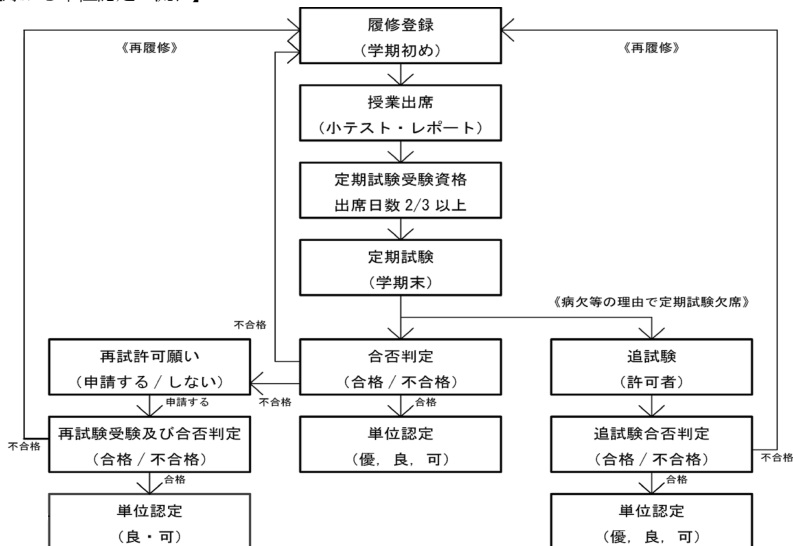 履修登録
（学期初め）
《再履修》
《再履修》
授業出席
（小テスト・レポート）
定期試験受験資格
出席日数 2/3 以上
定期試験
（学期末）
《病欠等の理由で定期試験欠席》
不合格
再試許可願い
（申請する / しない）
合否判定
（合格 / 不合格）
追試験
（許可者）
申請する
不合格
合格
不合格
再試験受験及び合否判定
（合格 / 不合格）
単位認定
（優，良，可）
追試験合否判定
（合格 / 不合格）
不合格
合格
合格
単位認定
（良・可）
単位認定
（優，良，可）